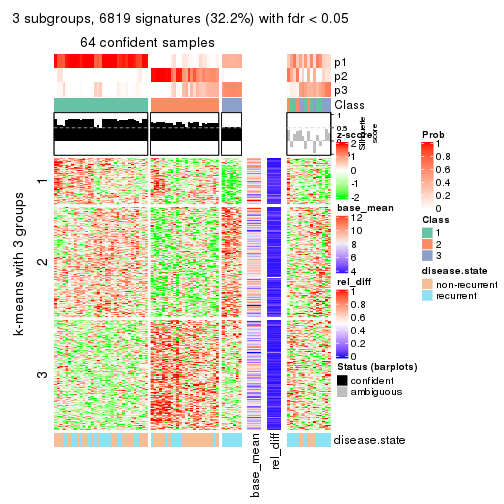 3 subgroups, 6819 signatures (32.2%) with fdr < 0.05
64 confident samples
p1
p2
p3
Class
1
0.5
0
Silhouette
score
k-means with 3 groups
1
2
3
z-score
2
1
0
-1
-2
base_mean
12
10
8
6
4
rel_diff
1
0.8
0.6
0.4
0.2
0
Status (barplots)
confident
ambiguous
Prob
1
0.8
0.6
0.4
0.2
0
Class
1
2
3
disease.state
non-recurrent
recurrent
disease.state
base_mean
rel_diff